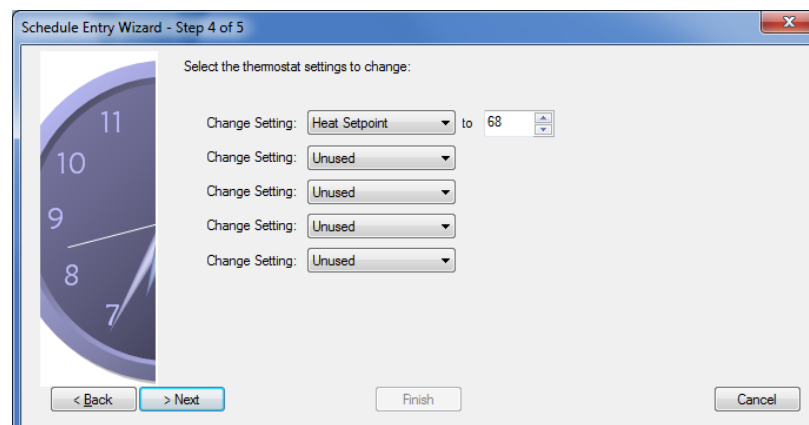 Schedule Entry Wizard - Step 4 of 5
Select the thermostat settings to change:
11
10
9
8
7
Change Setting: Heat Setpoint to 68
Change Setting: Unused
Change Setting: Unused
Change Setting: Unused
Change Setting: Unused
< Back > Next Finish Cancel